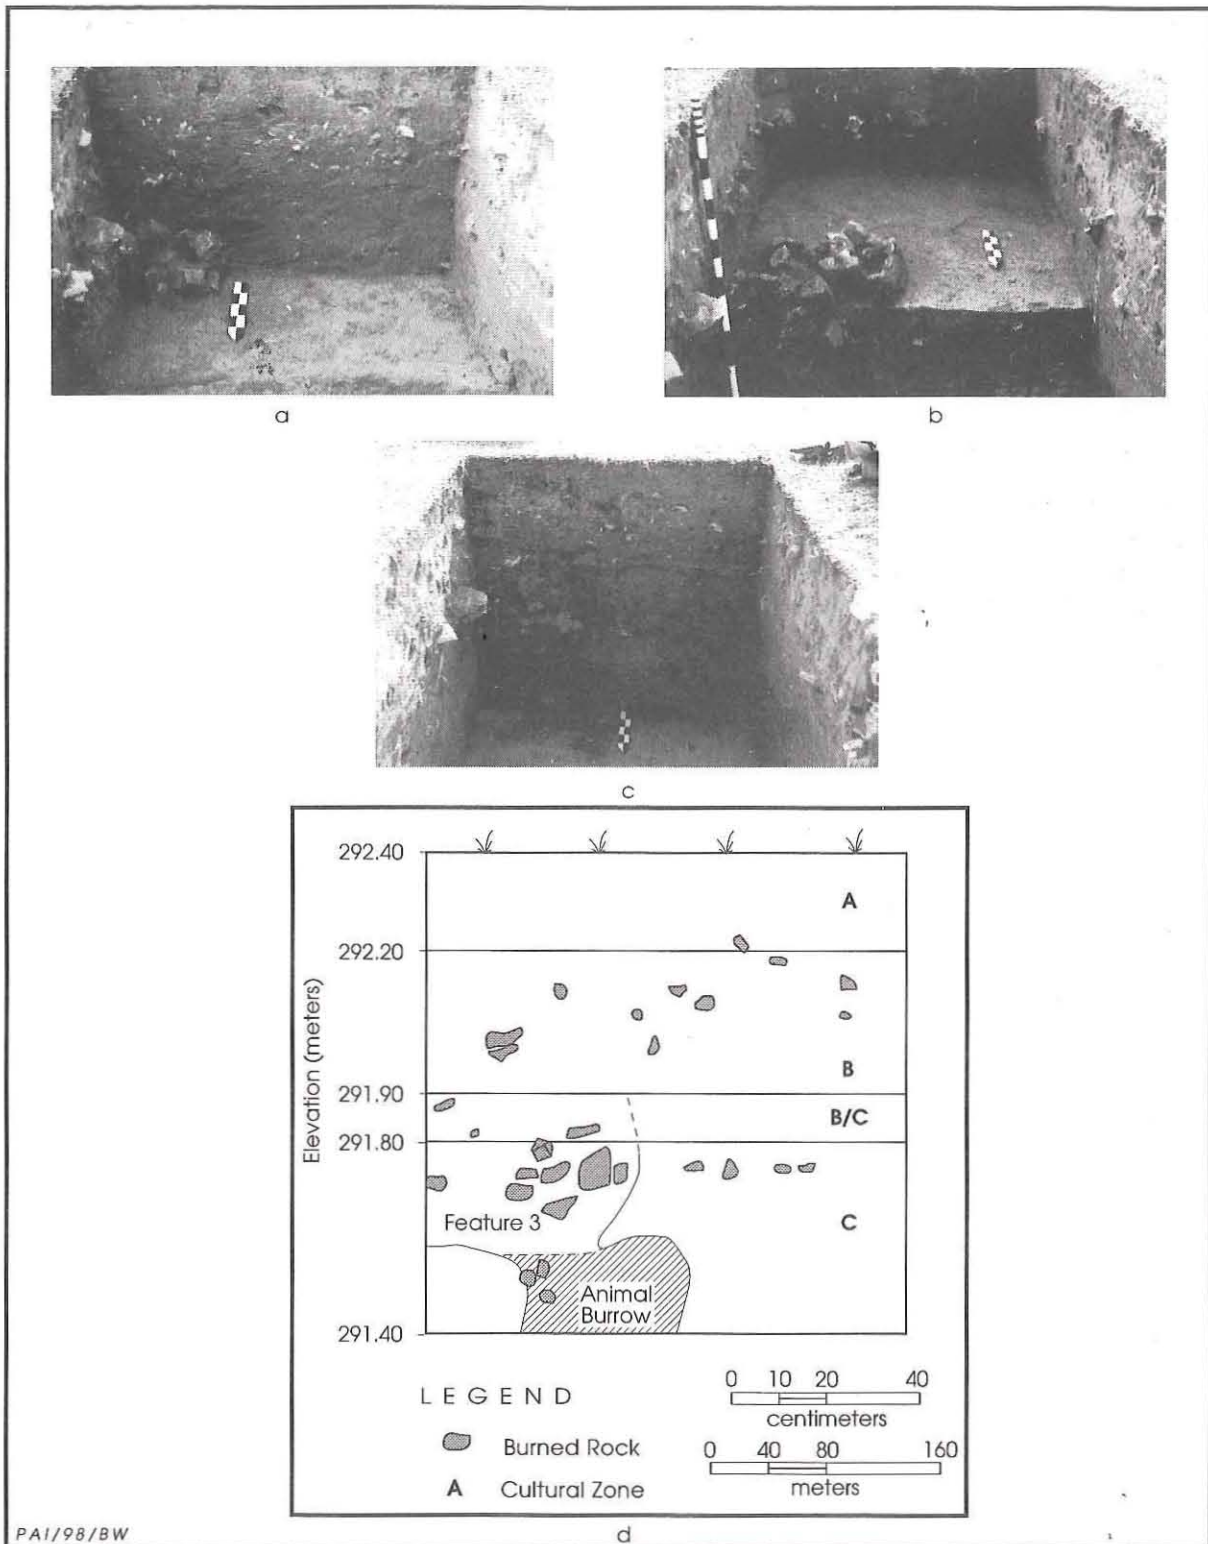 a
b
c
292.40
A
292.20
B
291.90
B/C
291.80
Elevation (meters)
Feature 3
C
Animal
Burrow
291.40
LEGEND
Burned Rock
A Cultural Zone
0 10 20 40
centimeters
0 40 80 160
meters
d
PAI/98/BW